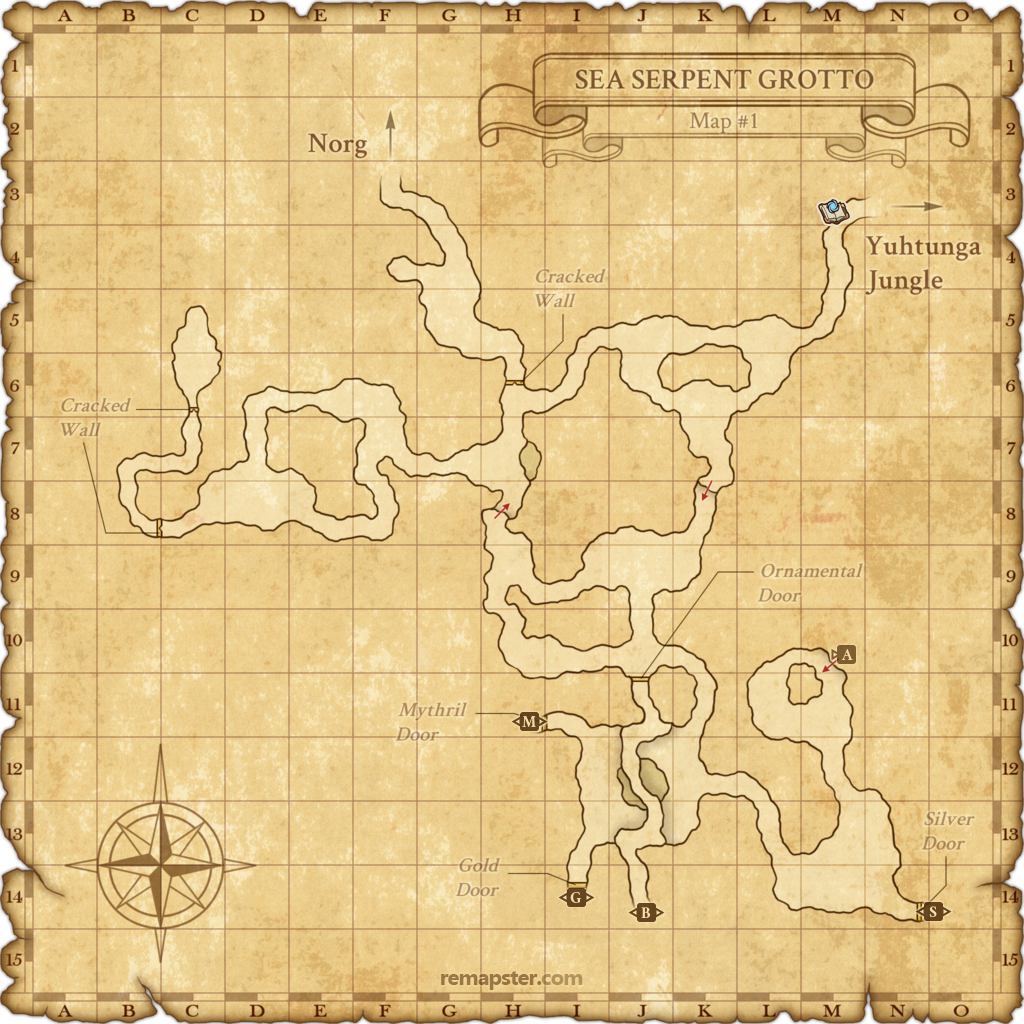 A B C D E F G H I J K L M N O
1 1
SEA SERPENT GROTTO
Map #1
2 2
Norg
3 3
Yuhtunga
Jungle
4 4
Cracked
Wall
5 5
6 6
Cracked
Wall
7 7
8 8
9 9
Ornamental
Door
10 10
A
11 11
Mythril
Door
M
12 12
13 13
Silver
Door
Gold
Door
14 14
G
B
S
15 15
remapster.com
A B C D E F G H I J K L M N O